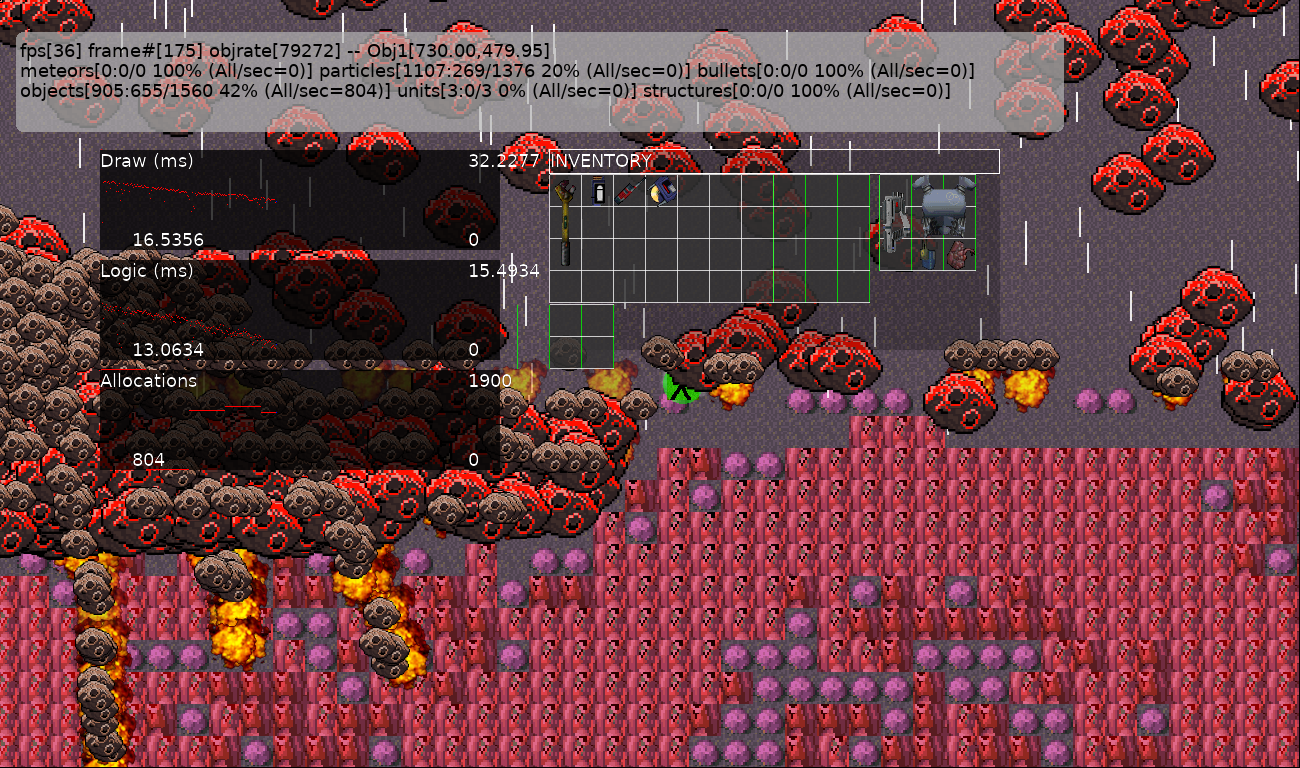 fps[36] frame#[175] objrate[79272] -- Obj1[730.00,479.95]
meteors[0:0/0 100% (All/sec=0)] particles[1107:269/1376 20% (All/sec=0)] bullets[0:0/0 100% (All/sec=0)]
objects[905:655/1560 42% (All/sec=804)] units[3:0/3 0% (All/sec=0)] structures[0:0/0 100% (All/sec=0)]
Draw (ms) 32.2277
16.5356 0
INVENTORY
Logic (ms) 15.4934
13.0634 0
Allocations 1900
804 0